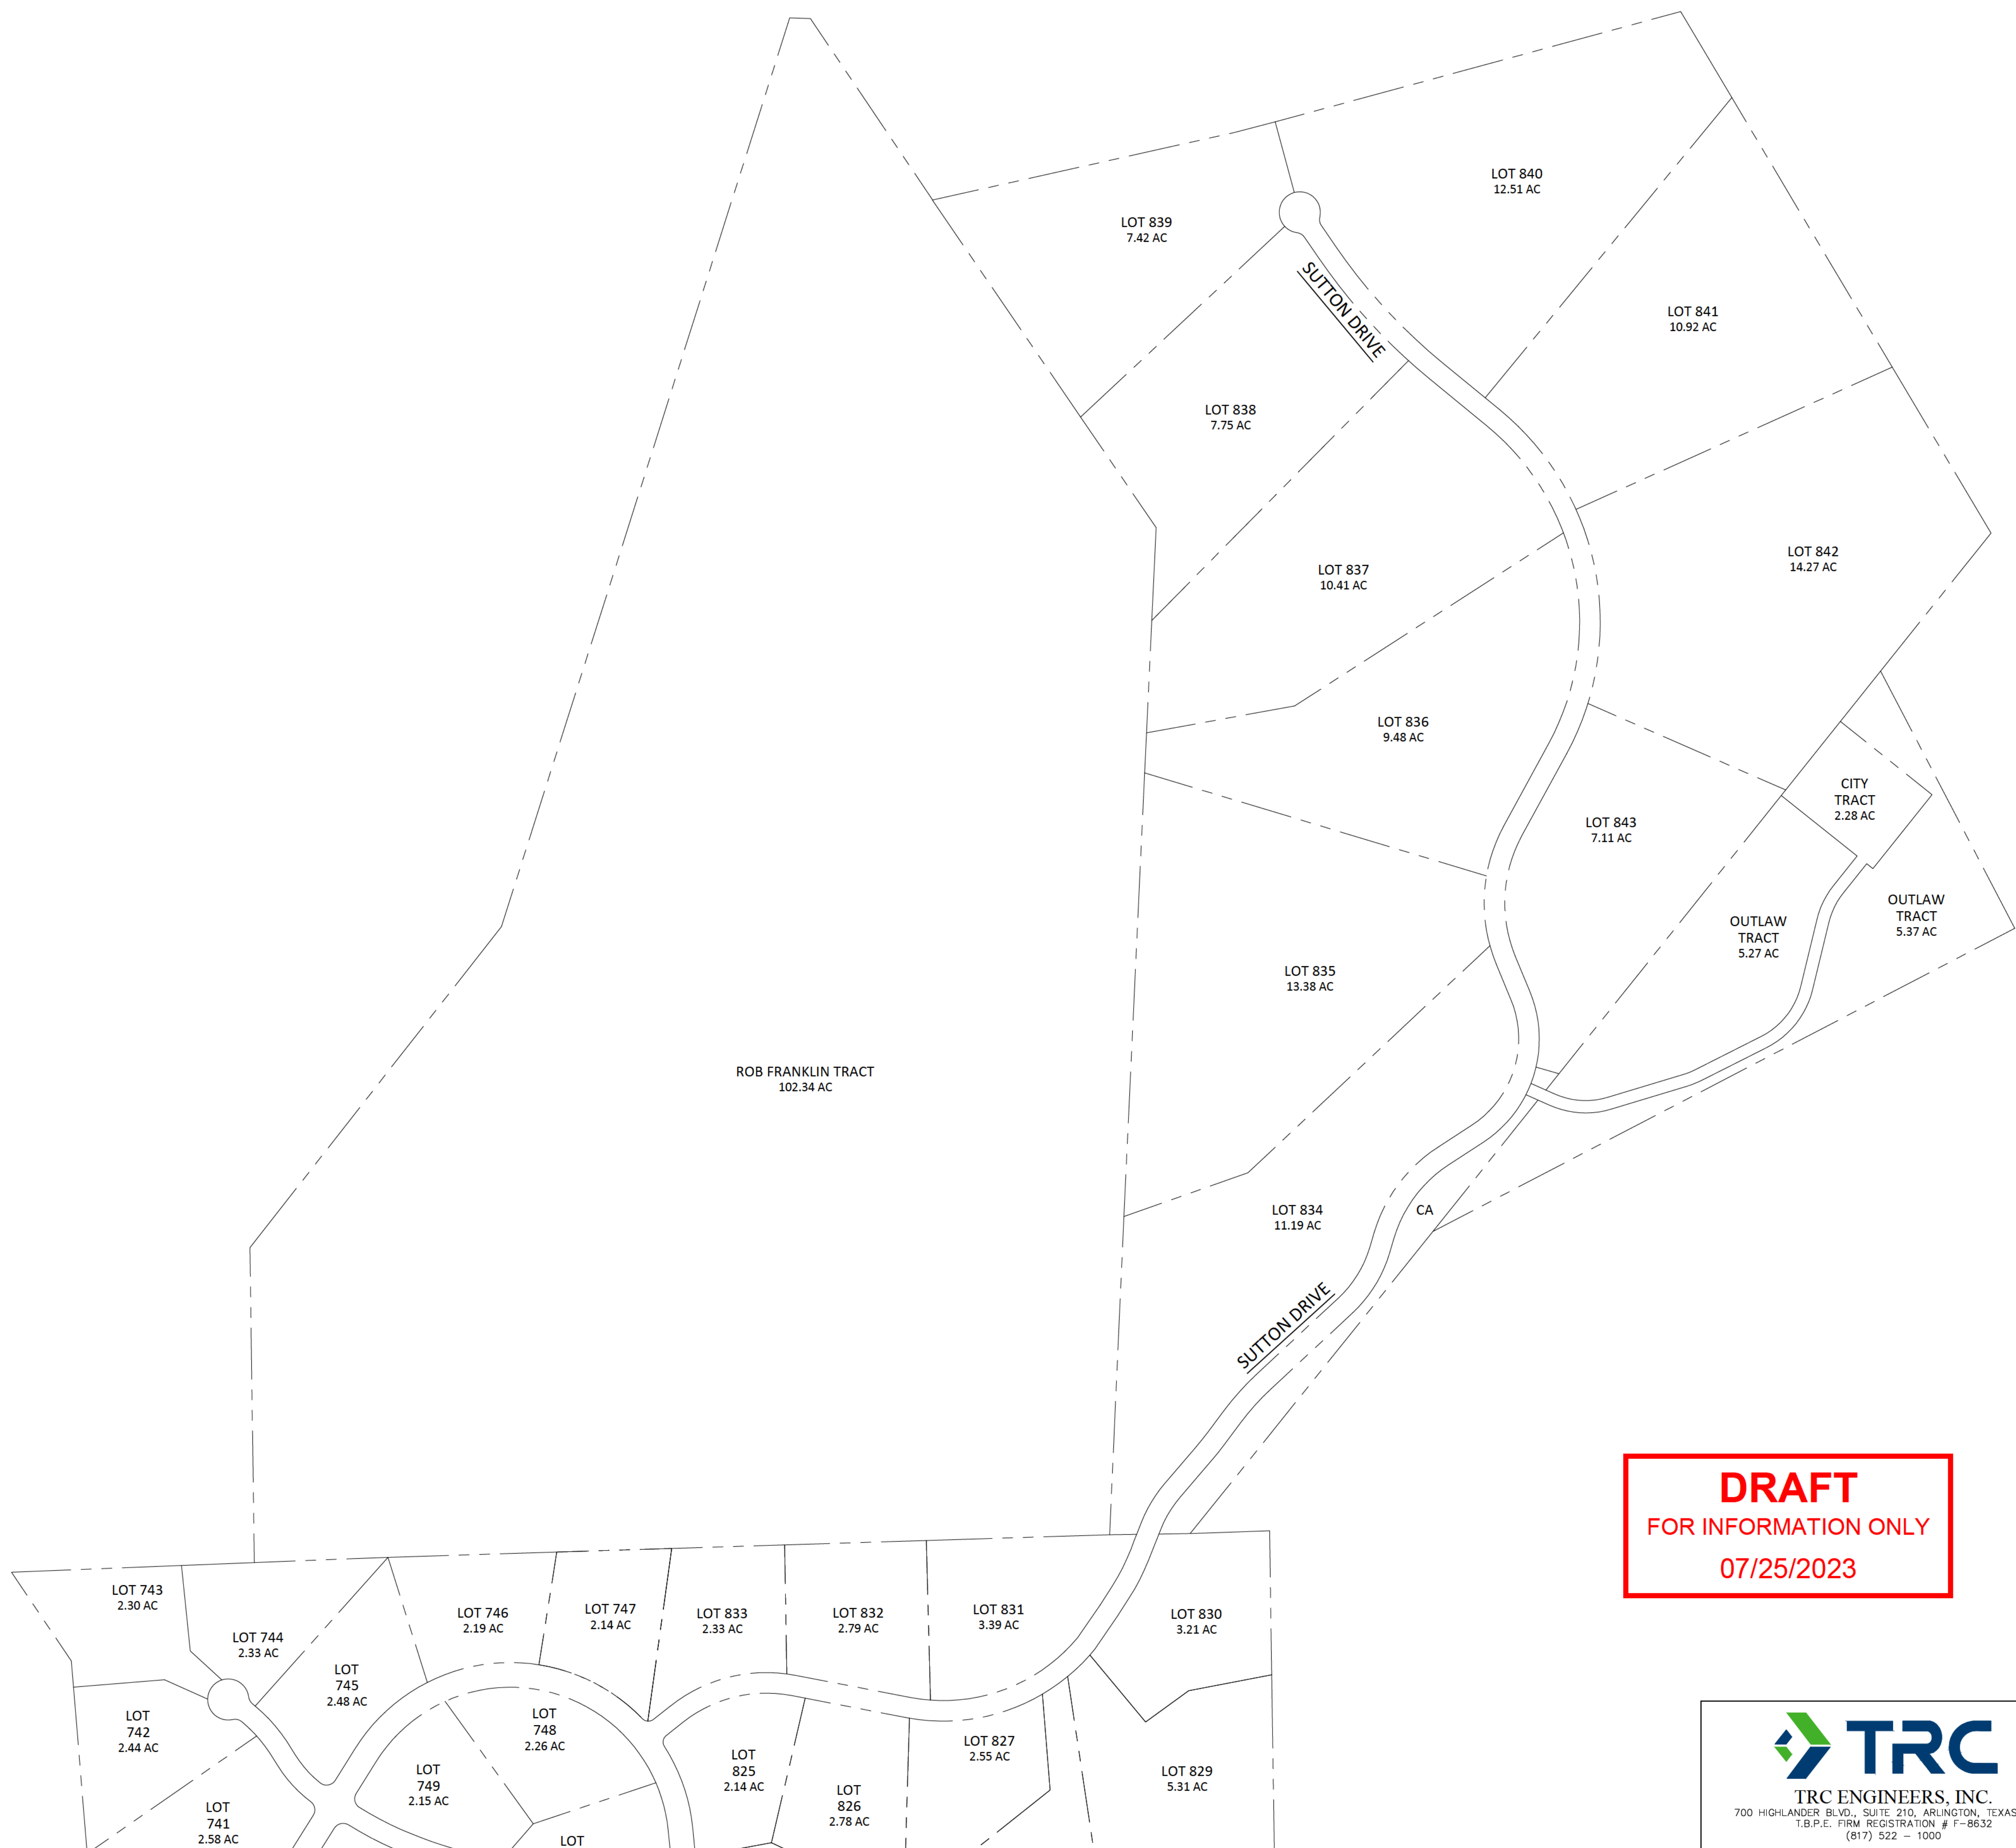 LOT 840
12.51 AC
LOT 839
7.42 AC
SUTTON DRIVE
LOT 841
10.92 AC
LOT 838
7.75 AC
LOT 842
14.27 AC
LOT 837
10.41 AC
LOT 836
9.48 AC
CITY
TRACT
2.28 AC
LOT 843
7.11 AC
OUTLAW
TRACT
5.37 AC
OUTLAW
TRACT
5.27 AC
LOT 835
13.38 AC
ROB FRANKLIN TRACT
102.34 AC
LOT 834
11.19 AC
CA
SUTTON DRIVE
DRAFT
FOR INFORMATION ONLY
07/25/2023
LOT 743
2.30 AC
LOT 744
2.33 AC
LOT
745
2.48 AC
LOT 746
2.19 AC
LOT 747
2.14 AC
LOT 833
2.33 AC
LOT 832
2.79 AC
LOT 831
3.39 AC
LOT 830
3.21 AC
LOT
742
2.44 AC
LOT
748
2.26 AC
LOT
749
2.15 AC
LOT
825
2.14 AC
LOT 827
2.55 AC
LOT 829
5.31 AC
LOT
826
2.78 AC
LOT
741
2.58 AC
LOT
TRC
TRC ENGINEERS, INC.
700 HIGHLANDER BLVD., SUITE 210, ARLINGTON, TEXAS
T.B.P.E. FIRM REGISTRATION # F-8632
(817) 522 - 1000